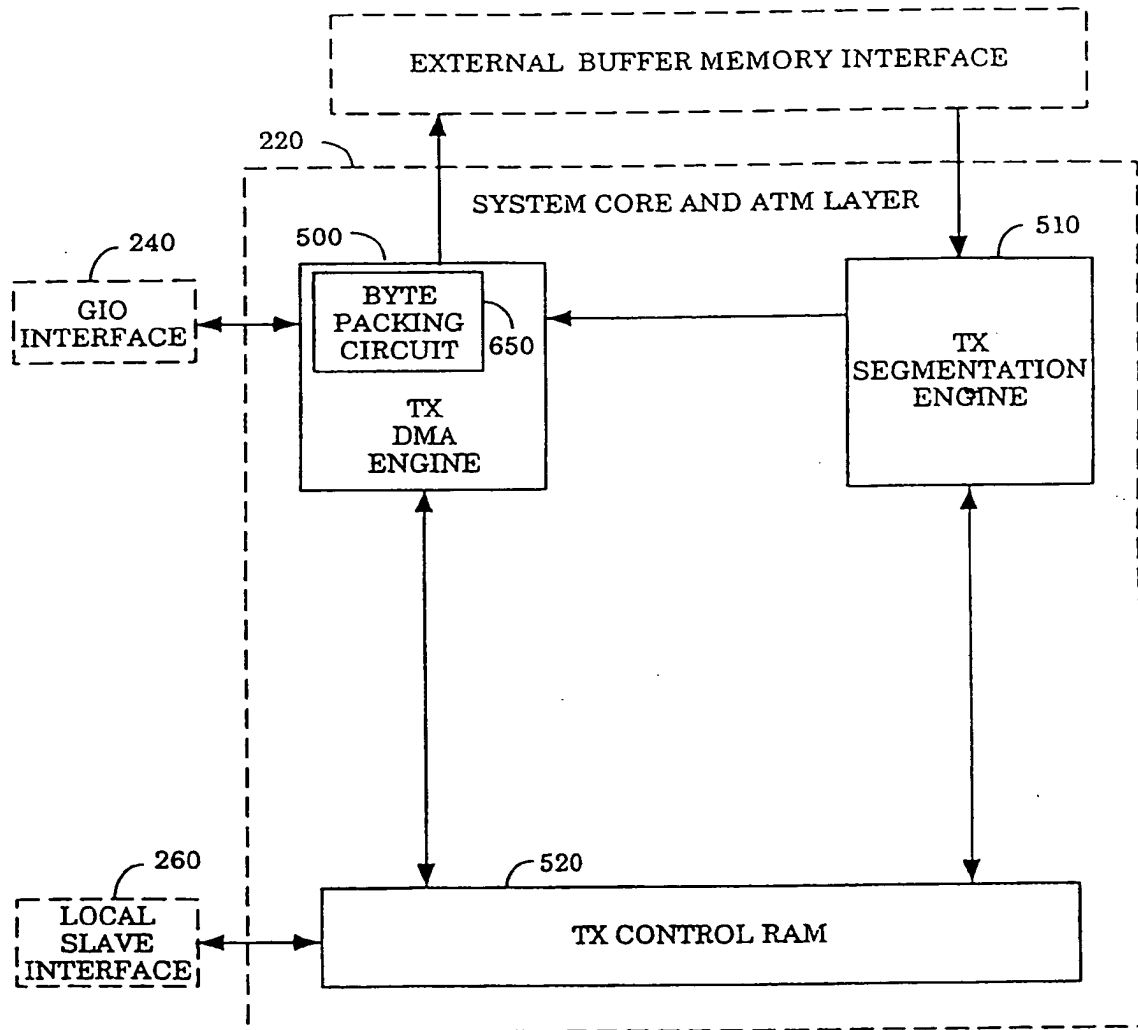 EXTERNAL BUFFER MEMORY INTERFACE
220
SYSTEM CORE AND ATM LAYER
240
500
510
GIO
INTERFACE
BYTE
PACKING
CIRCUIT
650
TX
DMA
ENGINE
TX
SEGMENTATION
ENGINE
260
520
LOCAL
SLAVE
INTERFACE
TX CONTROL RAM